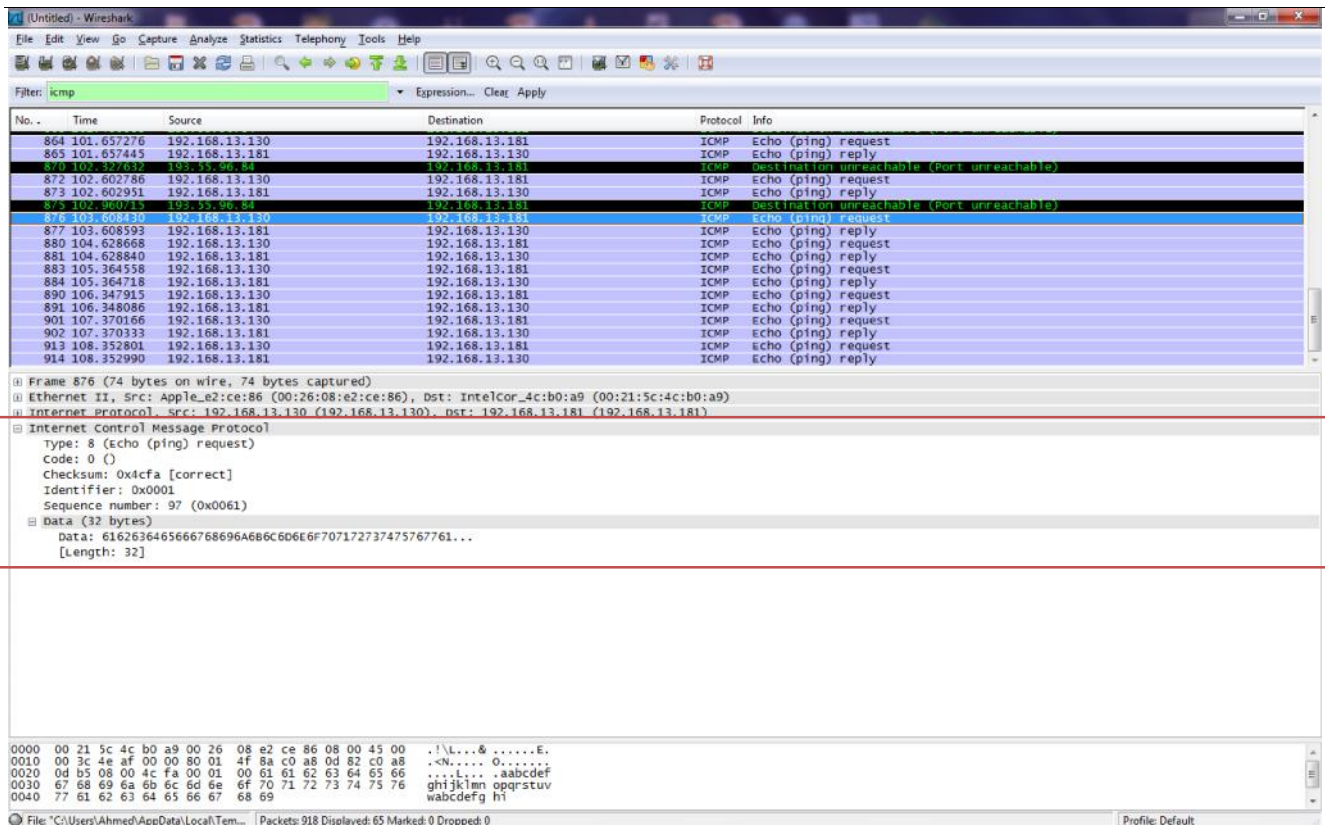 (Untitled) - Wireshark
File Edit View Go Capture Analyze Statistics Telephony Tools Help
Filter: icmp Expression... Clear Apply
No. . Time Source Destination Protocol Info
864 101.657276 192.168.13.130 192.168.13.181 ICMP Echo (ping) request
865 101.657445 192.168.13.181 192.168.13.130 ICMP Echo (ping) reply
870 102.327632 193.55.96.84 192.168.13.181 ICMP Destination unreachable (Port unreachable)
872 102.602786 192.168.13.130 192.168.13.181 ICMP Echo (ping) request
873 102.602951 192.168.13.181 192.168.13.130 ICMP Echo (ping) reply
875 102.960715 193.55.96.84 192.168.13.181 ICMP Destination unreachable (Port unreachable)
876 103.608430 192.168.13.130 192.168.13.181 ICMP Echo (ping) request
877 103.608593 192.168.13.181 192.168.13.130 ICMP Echo (ping) reply
880 104.628668 192.168.13.130 192.168.13.181 ICMP Echo (ping) request
881 104.628840 192.168.13.181 192.168.13.130 ICMP Echo (ping) reply
883 105.364558 192.168.13.130 192.168.13.181 ICMP Echo (ping) request
884 105.364718 192.168.13.181 192.168.13.130 ICMP Echo (ping) reply
890 106.347915 192.168.13.130 192.168.13.181 ICMP Echo (ping) request
891 106.348086 192.168.13.181 192.168.13.130 ICMP Echo (ping) reply
901 107.370166 192.168.13.130 192.168.13.181 ICMP Echo (ping) request
902 107.370333 192.168.13.181 192.168.13.130 ICMP Echo (ping) reply
913 108.352801 192.168.13.130 192.168.13.181 ICMP Echo (ping) request
914 108.352990 192.168.13.181 192.168.13.130 ICMP Echo (ping) reply
Frame 876 (74 bytes on wire, 74 bytes captured)
Ethernet II, Src: Apple_e2:ce:86 (00:26:08:e2:ce:86), Dst: IntelCor_4c:b0:a9 (00:21:5c:4c:b0:a9)
Internet Protocol, Src: 192.168.13.130 (192.168.13.130), Dst: 192.168.13.181 (192.168.13.181)
Internet Control Message Protocol
Type: 8 (Echo (ping) request)
Code: 0 ()
Checksum: 0x4cfa [correct]
Identifier: 0x0001
Sequence number: 97 (0x0061)
Data (32 bytes)
Data: 6162636465666768696A6B6C6D6E6F7071727374757677​61...
[Length: 32]
0000 00 21 5c 4c b0 a9 00 26 08 e2 ce 86 08 00 45 00 .!\L...& ......E.
0010 00 3c 4e af 00 00 80 01 4f 8a c0 a8 0d 82 c0 a8 .<N..... O.......
0020 0d b5 08 00 4c fa 00 01 00 61 61 62 63 64 65 66 ....L... .aabcdef
0030 67 68 69 6a 6b 6c 6d 6e 6f 70 71 72 73 74 75 76 ghijklmn opqrstuv
0040 77 61 62 63 64 65 66 67 68 69 wabcdefg hi
File: "C:\Users\Ahmed\AppData\Local\Tem... Packets: 918 Displayed: 65 Marked: 0 Dropped: 0 Profile: Default